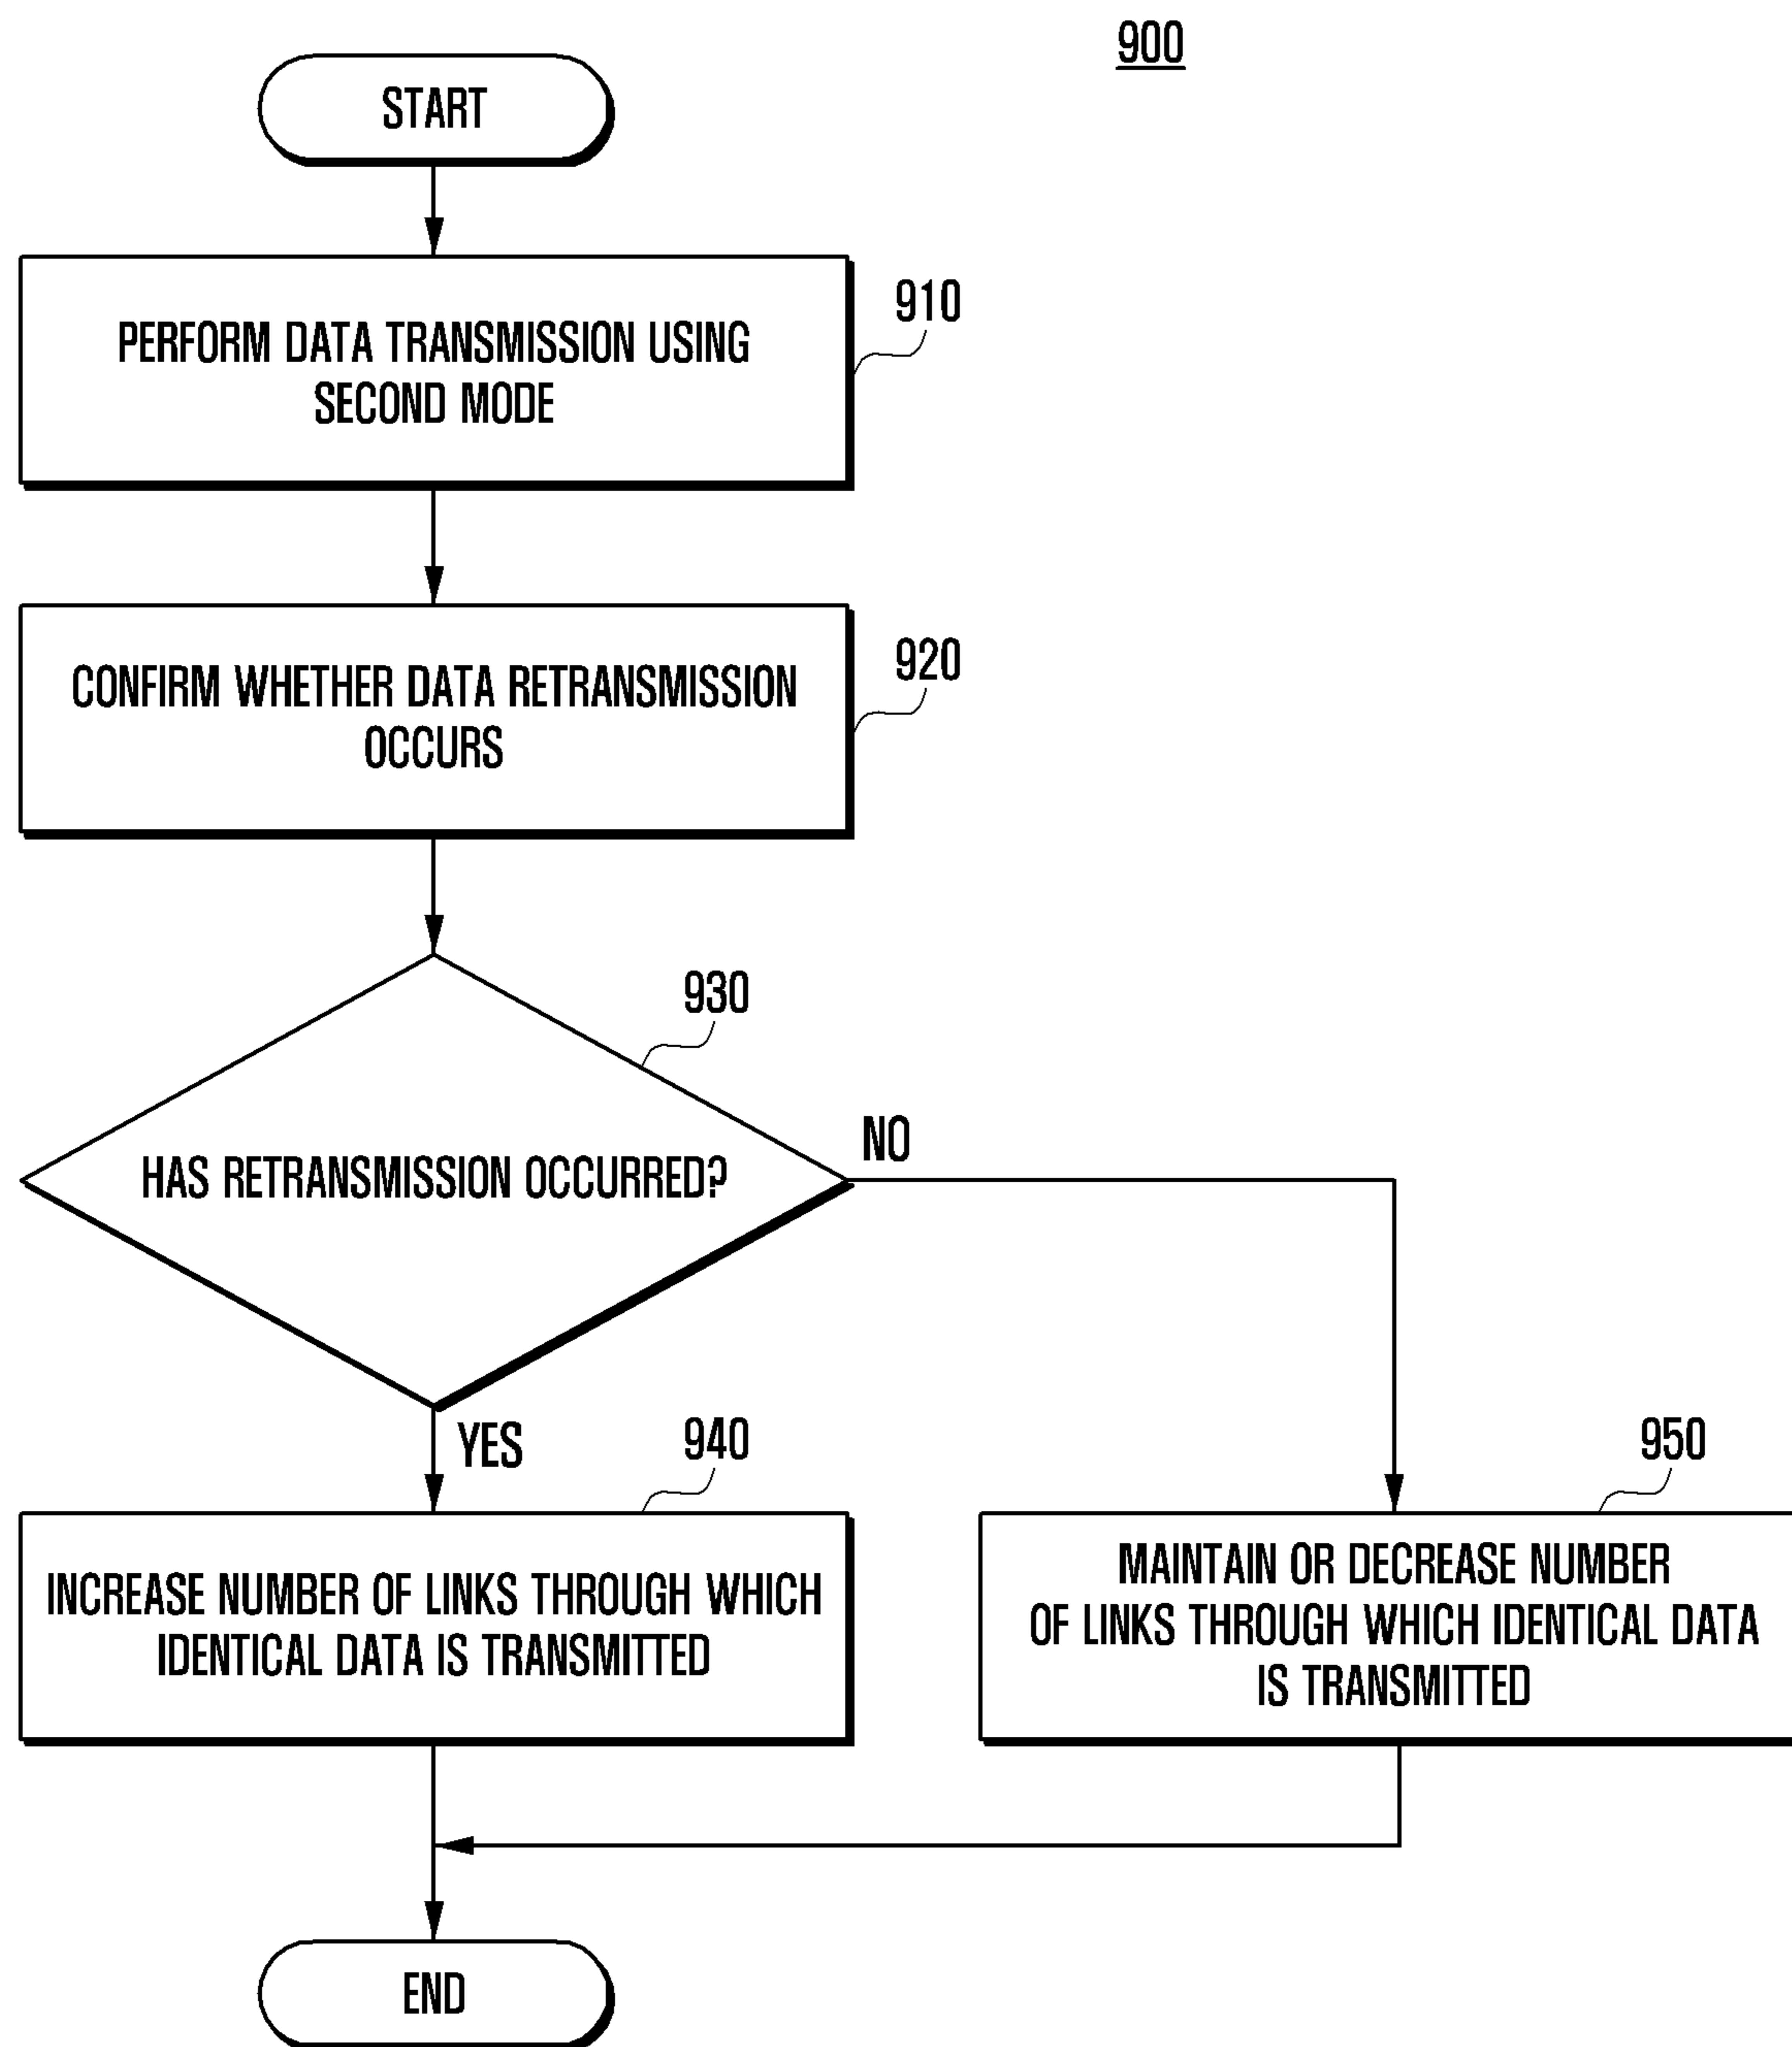 900
START
PERFORM DATA TRANSMISSION USING
SECOND MODE
910
CONFIRM WHETHER DATA RETRANSMISSION
OCCURS
920
930
HAS RETRANSMISSION OCCURRED?
NO
YES
940
INCREASE NUMBER OF LINKS THROUGH WHICH
IDENTICAL DATA IS TRANSMITTED
950
MAINTAIN OR DECREASE NUMBER
OF LINKS THROUGH WHICH IDENTICAL DATA
IS TRANSMITTED
END